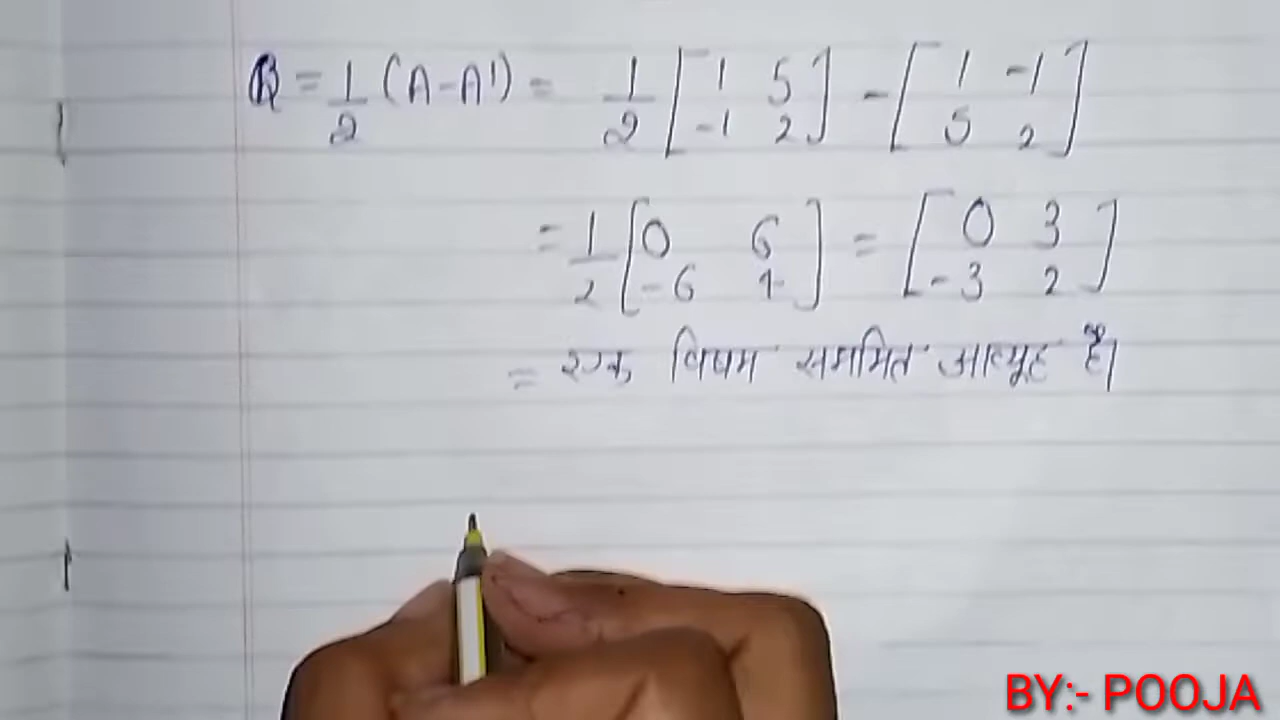 Q = 1/2 (A-A') = 1/2 [1 5 -1 2] - [1 -1 5 2]
= 1/2 [0 6 -6 4] = [0 3 -3 2]
= एक विषम सममित आव्यूह है।
BY:- POOJA